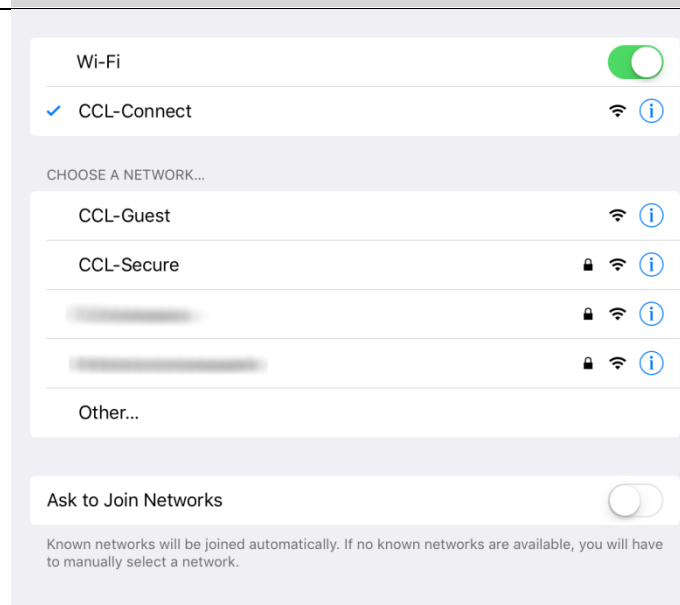 Wi-Fi
CCL-Connect
CHOOSE A NETWORK...
CCL-Guest
CCL-Secure
Other...
Ask to Join Networks
Known networks will be joined automatically. If no known networks are available, you will have
to manually select a network.